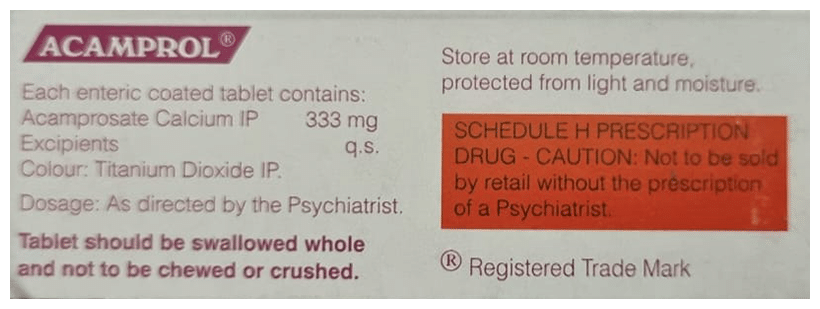 ACAMPROL®
Each enteric coated tablet contains:
Acamprosate Calcium IP 333 mg
Excipients q.s.
Colour: Titanium Dioxide IP.
Dosage: As directed by the Psychiatrist.
Tablet should be swallowed whole
and not to be chewed or crushed.
Store at room temperature,
protected from light and moisture.
SCHEDULE H PRESCRIPTION
DRUG - CAUTION: Not to be sold
by retail without the prescription
of a Psychiatrist.
® Registered Trade Mark